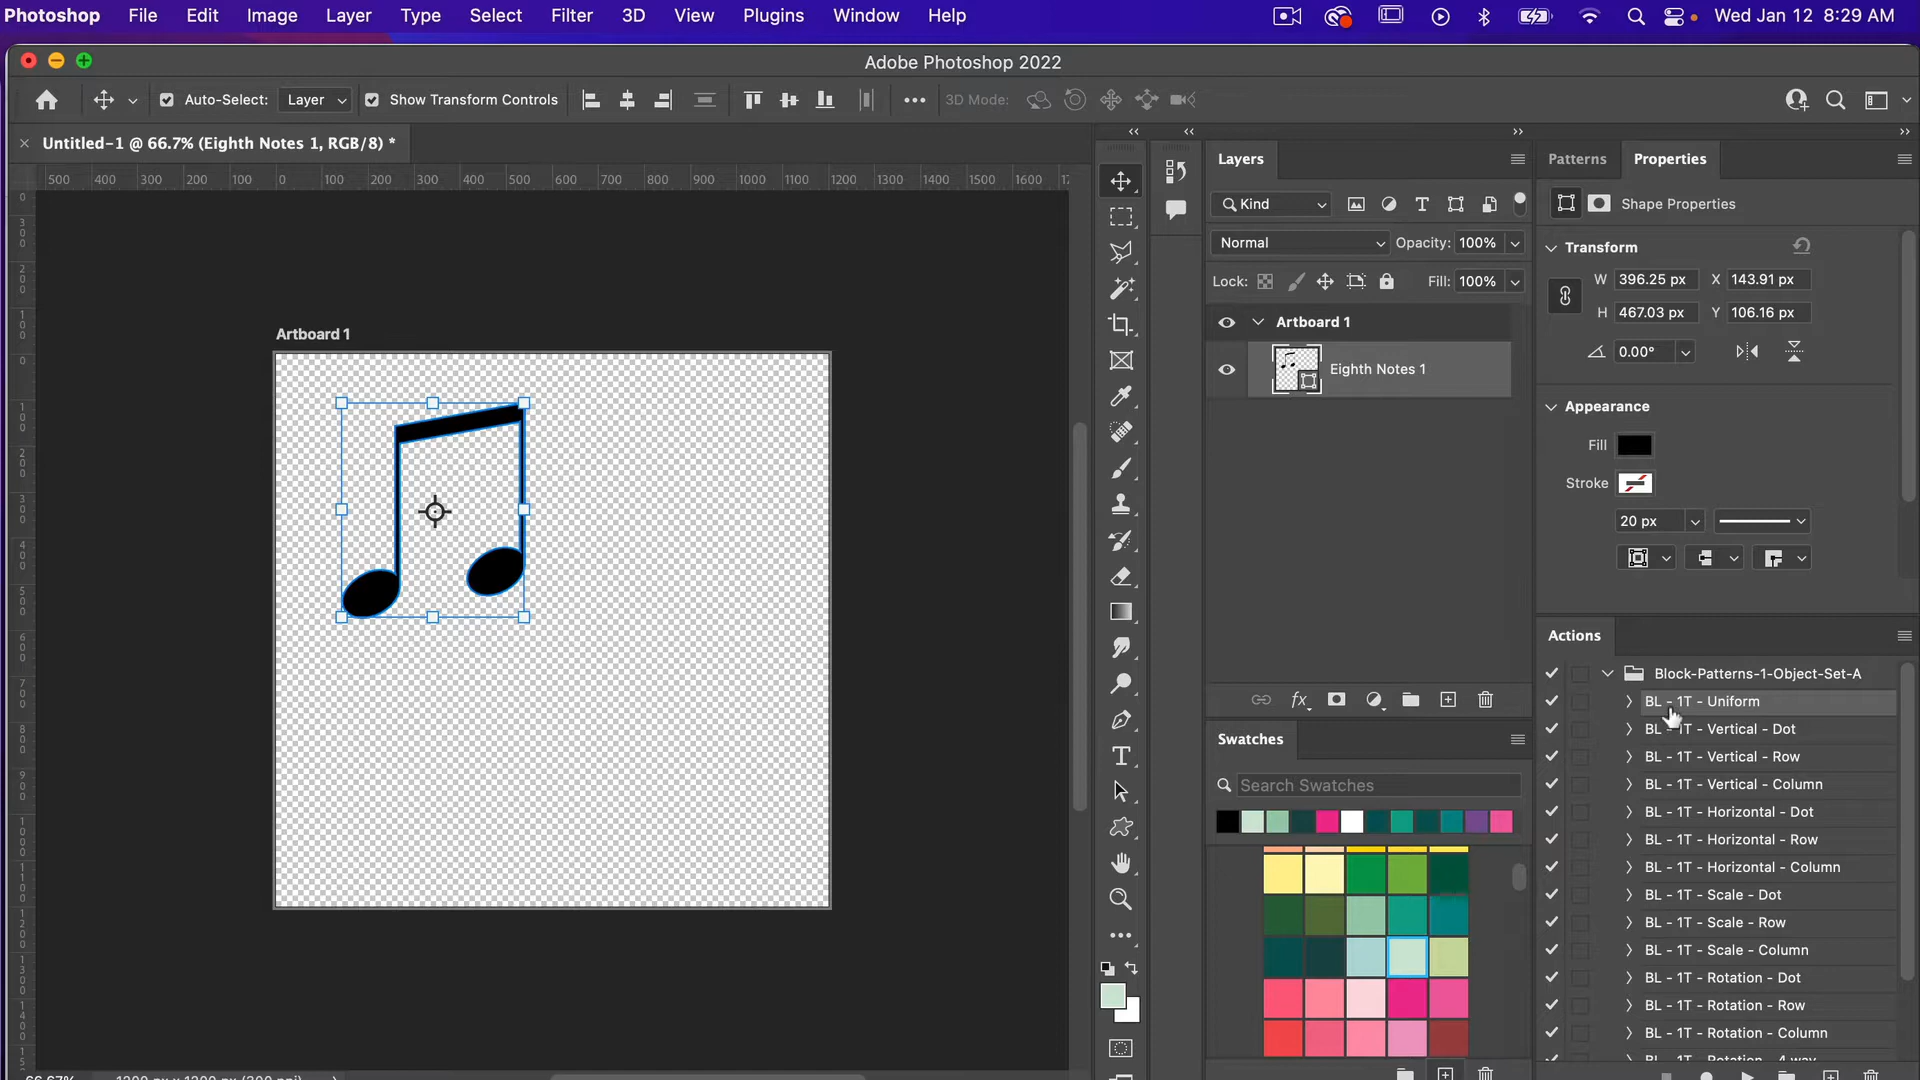 Photoshop File Edit Image Layer Type Select Filter 3D View Plugins Window Help Wed Jan 12 8:29 AM
Adobe Photoshop 2022
Auto-Select: Layer Show Transform Controls ••• 3D Mode:
Untitled-1 @ 66.7% (Eighth Notes 1, RGB/8) *
500 400 300 200 100 0 100 200 300 400 500 600 700 800 900 1000 1100 1200 1300 1400 1500 1600
Artboard 1
Layers
Kind
Normal Opacity: 100%
Lock: Fill: 100%
Artboard 1
Eighth Notes 1
fx
Swatches
Search Swatches
Patterns Properties
Shape Properties
Transform
W 396.25 px X 143.91 px
H 467.03 px Y 106.16 px
0.00°
Appearance
Fill
Stroke
20 px
Actions
Block-Patterns-1-Object-Set-A
BL - 1T - Uniform
BL - 1T - Vertical - Dot
BL - 1T - Vertical - Row
BL - 1T - Vertical - Column
BL - 1T - Horizontal - Dot
BL - 1T - Horizontal - Row
BL - 1T - Horizontal - Column
BL - 1T - Scale - Dot
BL - 1T - Scale - Row
BL - 1T - Scale - Column
BL - 1T - Rotation - Dot
BL - 1T - Rotation - Row
BL - 1T - Rotation - Column
BL - 1T - Rotation - 4 way